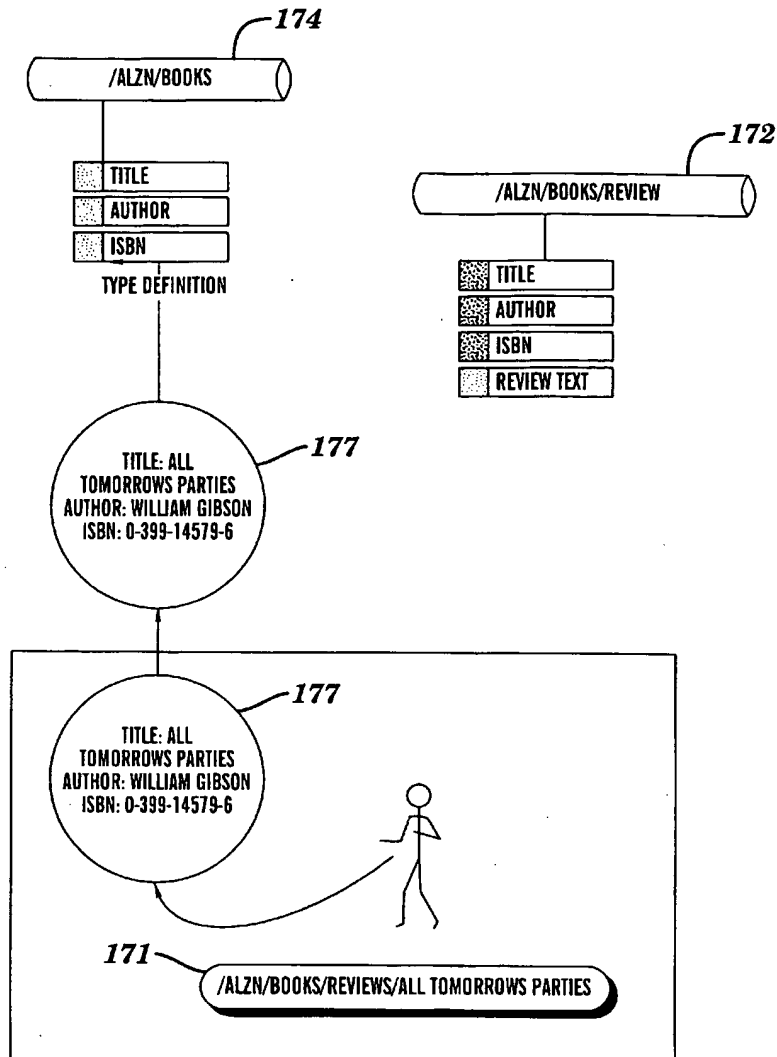 174
/ALZN/BOOKS
TITLE
AUTHOR
ISBN
TYPE DEFINITION
172
/ALZN/BOOKS/REVIEW
TITLE
AUTHOR
ISBN
REVIEW TEXT
177
TITLE: ALL
TOMORROWS PARTIES
AUTHOR: WILLIAM GIBSON
ISBN: 0-399-14579-6
177
TITLE: ALL
TOMORROWS PARTIES
AUTHOR: WILLIAM GIBSON
ISBN: 0-399-14579-6
171
/ALZN/BOOKS/REVIEWS/ALL TOMORROWS PARTIES